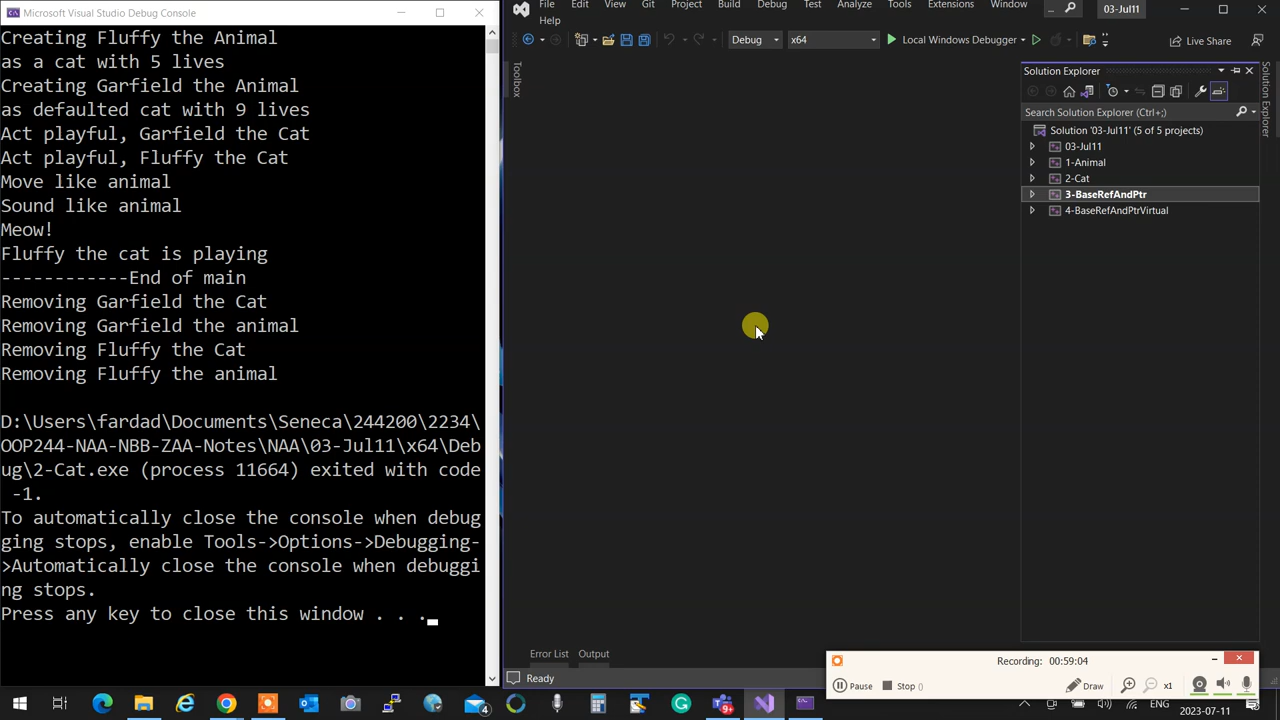 Microsoft Visual Studio Debug Console
Creating Fluffy the Animal
as a cat with 5 lives
Creating Garfield the Animal
as defaulted cat with 9 lives
Act playful, Garfield the Cat
Act playful, Fluffy the Cat
Move like animal
Sound like animal
Meow!
Fluffy the cat is playing
------------End of main
Removing Garfield the Cat
Removing Garfield the animal
Removing Fluffy the Cat
Removing Fluffy the animal
D:\Users\fardad\Documents\Seneca\244200\2234\
OOP244-NAA-NBB-ZAA-Notes\NAA\03-Jul11\x64\Deb
ug\2-Cat.exe (process 11664) exited with code
-1.
To automatically close the console when debug
ging stops, enable Tools->Options->Debugging-
>Automatically close the console when debuggi
ng stops.
Press any key to close this window . . .
File Edit View Git Project Build Debug Test Analyze Tools Extensions Window ... 03-Jul11
Help
Debug x64 Local Windows Debugger Live Share
Toolbox
Solution Explorer
Solution Explorer
Search Solution Explorer (Ctrl+;)
Solution '03-Jul11' (5 of 5 projects)
03-Jul11
1-Animal
2-Cat
3-BaseRefAndPtr
4-BaseRefAndPtrVirtual
Error List Output
Ready
Recording: 00:59:04
Pause Stop () Draw x1
4 9+ ENG
2023-07-11